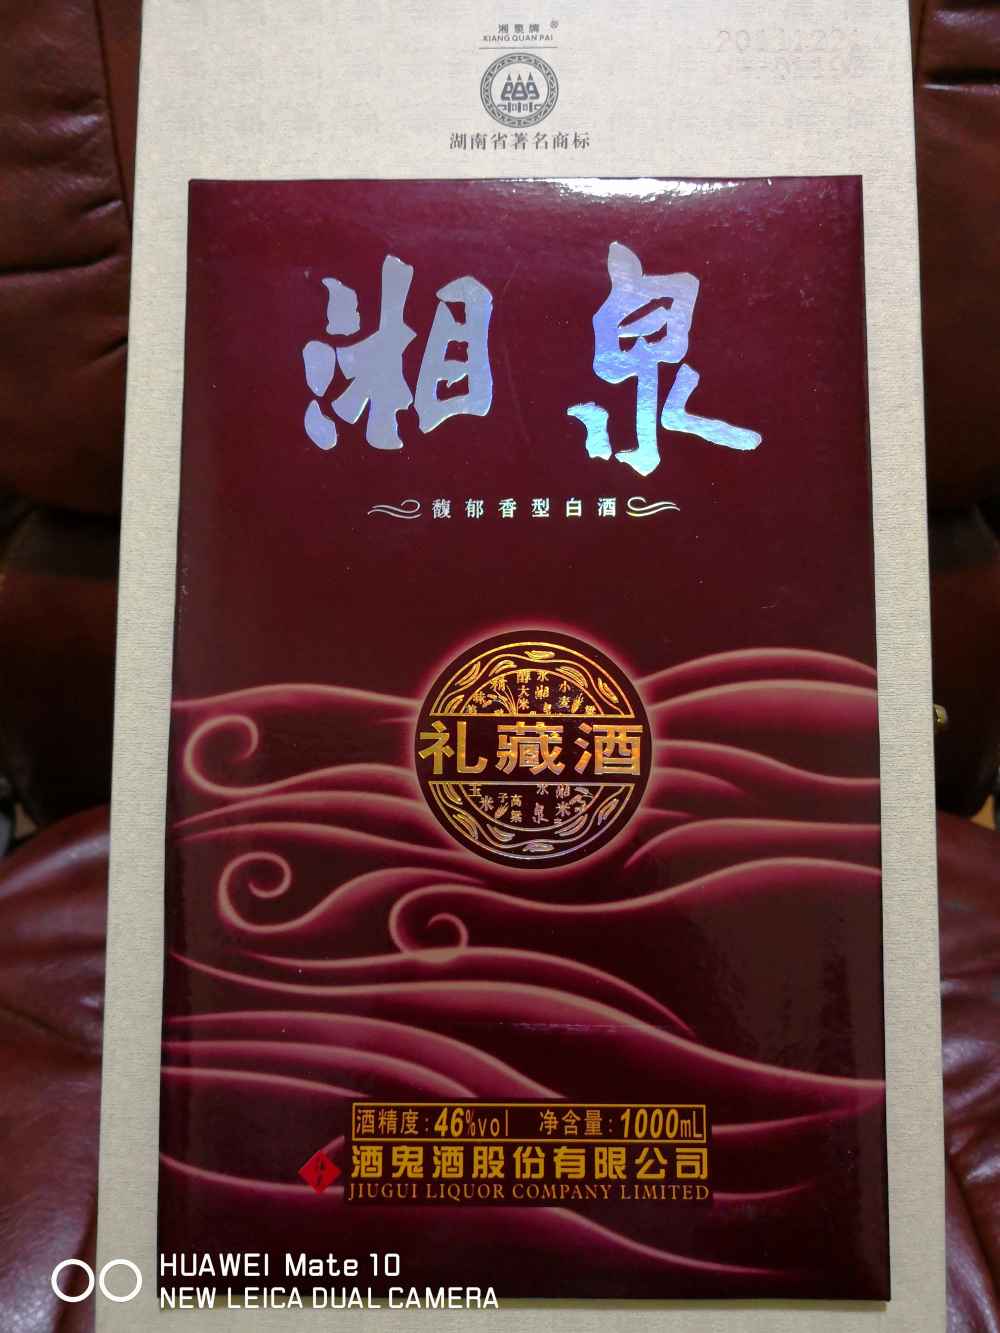 湘泉牌®
XIANG QUAN PAI
湖南省著名商标
湘泉
馥郁香型白酒
礼藏酒
酒精度:46%vol 净含量:1000mL
酒鬼酒股份有限公司
JIUGUI LIQUOR COMPANY LIMITED
HUAWEI Mate 10
NEW LEICA DUAL CAMERA